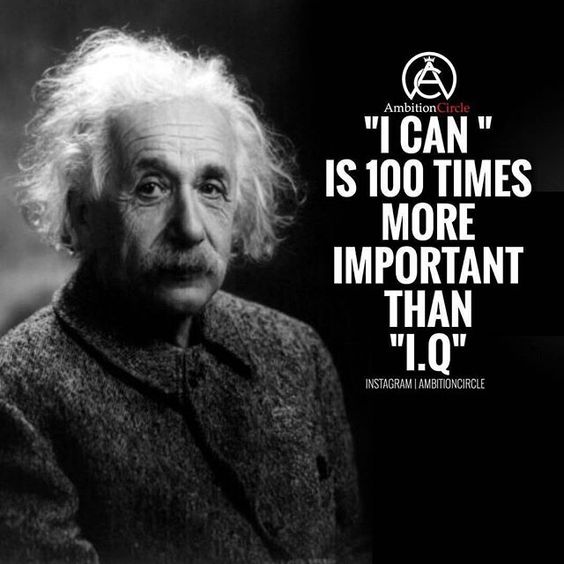 AmbitionCircle
"I CAN "
IS 100 TIMES
MORE
IMPORTANT
THAN
"I.Q"
INSTAGRAM | AMBITIONCIRCLE